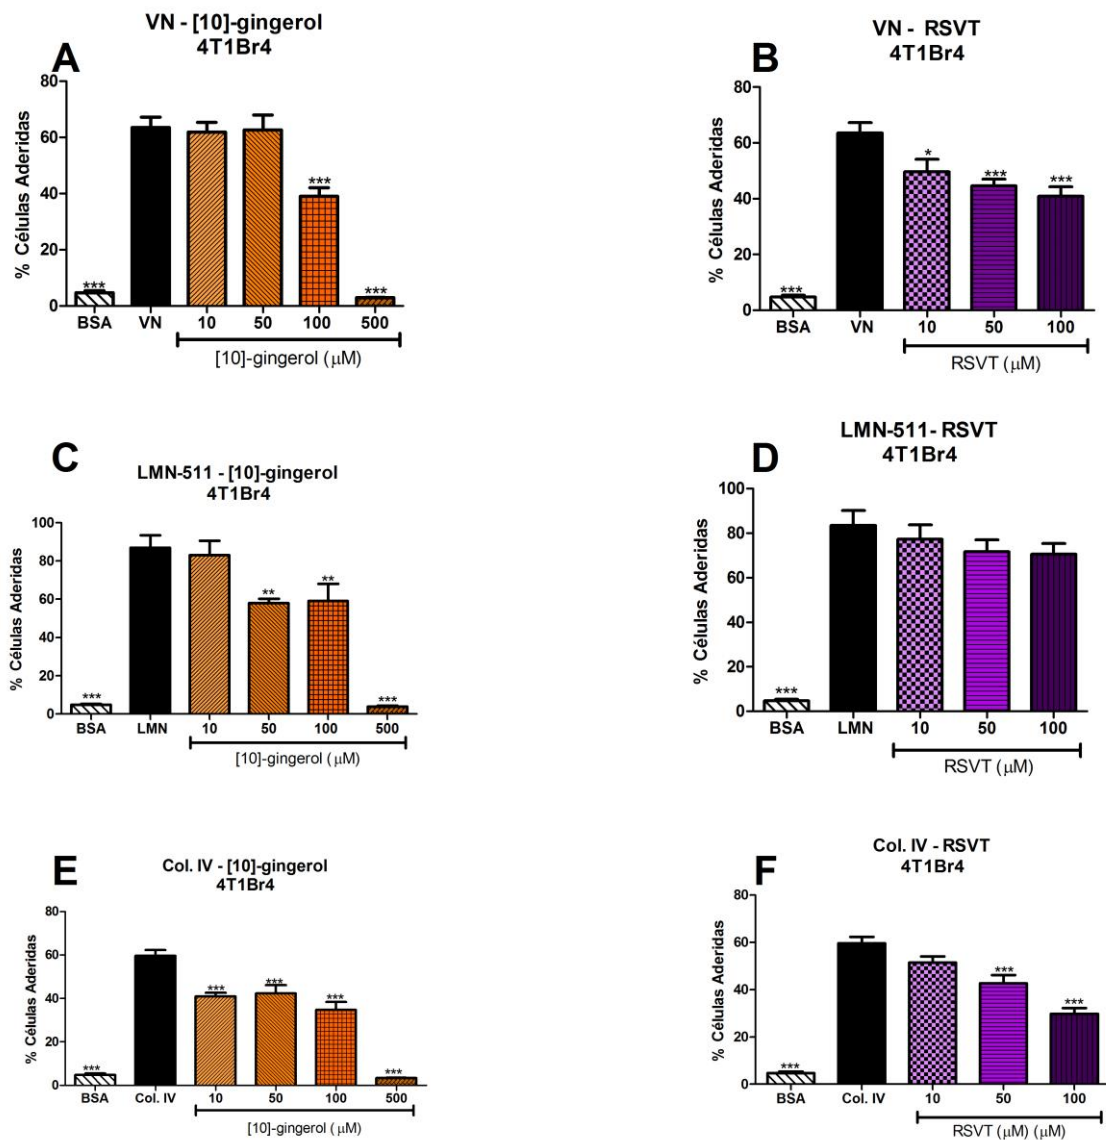 A
VN - [10]-gingerol
4T1Br4
% Células Aderidas
80
60
40
20
0
***
***
***
BSA VN 10 50 100 500
[10]-gingerol (μM)
B
VN - RSVT
4T1Br4
% Células Aderidas
80
60
40
20
0
***
*
***
***
BSA VN 10 50 100
RSVT (μM)
C
LMN-511 - [10]-gingerol
4T1Br4
% Células Aderidas
100
80
60
40
20
0
***
**
**
***
BSA LMN 10 50 100 500
[10]-gingerol (μM)
D
LMN-511- RSVT
4T1Br4
% Células Aderidas
100
80
60
40
20
0
***
BSA LMN 10 50 100
RSVT (μM)
E
Col. IV - [10]-gingerol
4T1Br4
% Células Aderidas
80
60
40
20
0
***
***
***
***
***
BSA Col. IV 10 50 100 500
[10]-gingerol (μM)
F
Col. IV - RSVT
4T1Br4
% Células Aderidas
80
60
40
20
0
***
***
***
BSA Col. IV 10 50 100
RSVT (μM) (μM)